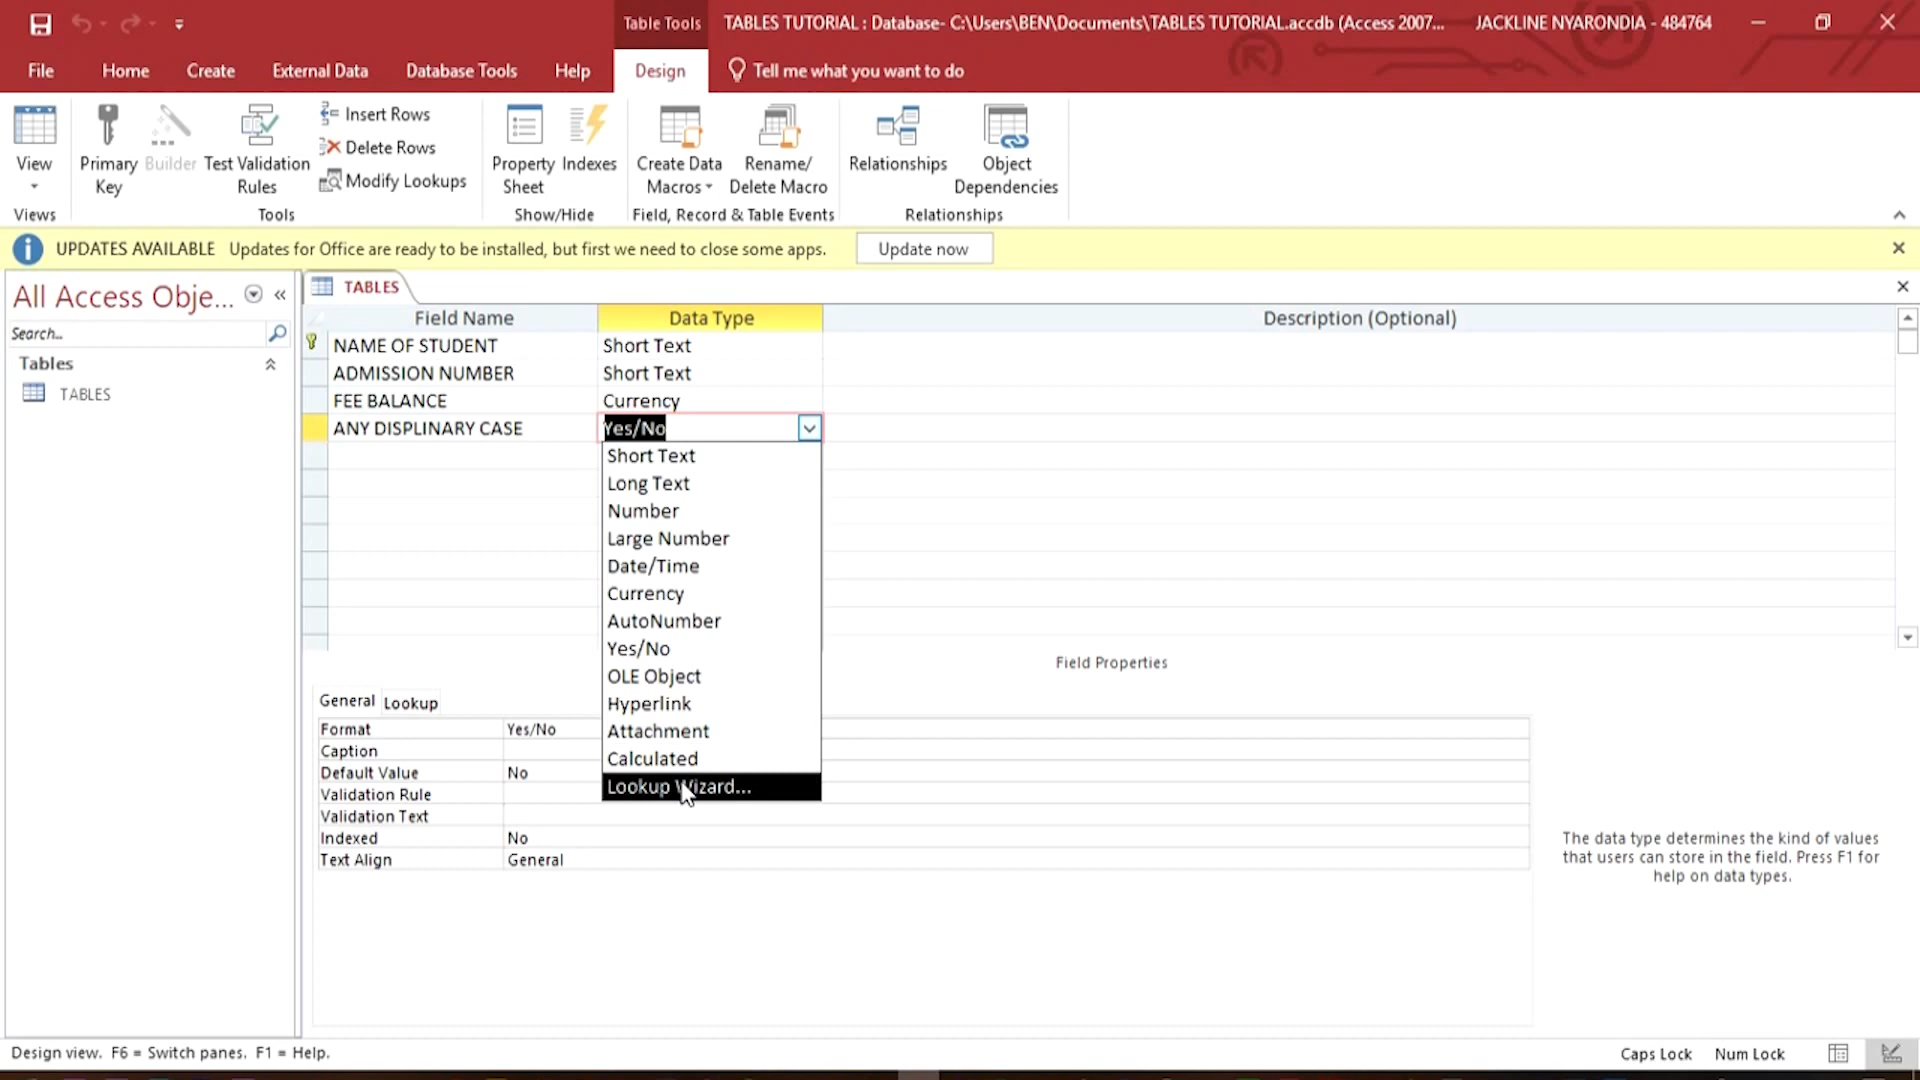 Table Tools
TABLES TUTORIAL : Database- C:\Users\BEN\Documents\TABLES TUTORIAL.accdb (Access 2007...
JACKLINE NYARONDIA - 484764
File
Home
Create
External Data
Database Tools
Help
Design
Tell me what you want to do
View
Primary
Key
Builder
Test Validation
Rules
Insert Rows
Delete Rows
Modify Lookups
Property
Sheet
Indexes
Create Data
Macros
Rename/
Delete Macro
Relationships
Object
Dependencies
Views
Tools
Show/Hide
Field, Record & Table Events
Relationships
UPDATES AVAILABLE Updates for Office are ready to be installed, but first we need to close some apps.
Update now
All Access Obje...
Search...
Tables
TABLES
TABLES
Field Name
Data Type
Description (Optional)
NAME OF STUDENT
Short Text
ADMISSION NUMBER
Short Text
FEE BALANCE
Currency
ANY DISPLINARY CASE
Yes/No
Short Text
Long Text
Number
Large Number
Date/Time
Currency
AutoNumber
Yes/No
OLE Object
Hyperlink
Attachment
Calculated
Lookup Wizard...
Field Properties
General
Lookup
Format Yes/No
Caption
Default Value No
Validation Rule
Validation Text
Indexed No
Text Align General
The data type determines the kind of values
that users can store in the field. Press F1 for
help on data types.
Design view. F6 = Switch panes. F1 = Help.
Caps Lock
Num Lock